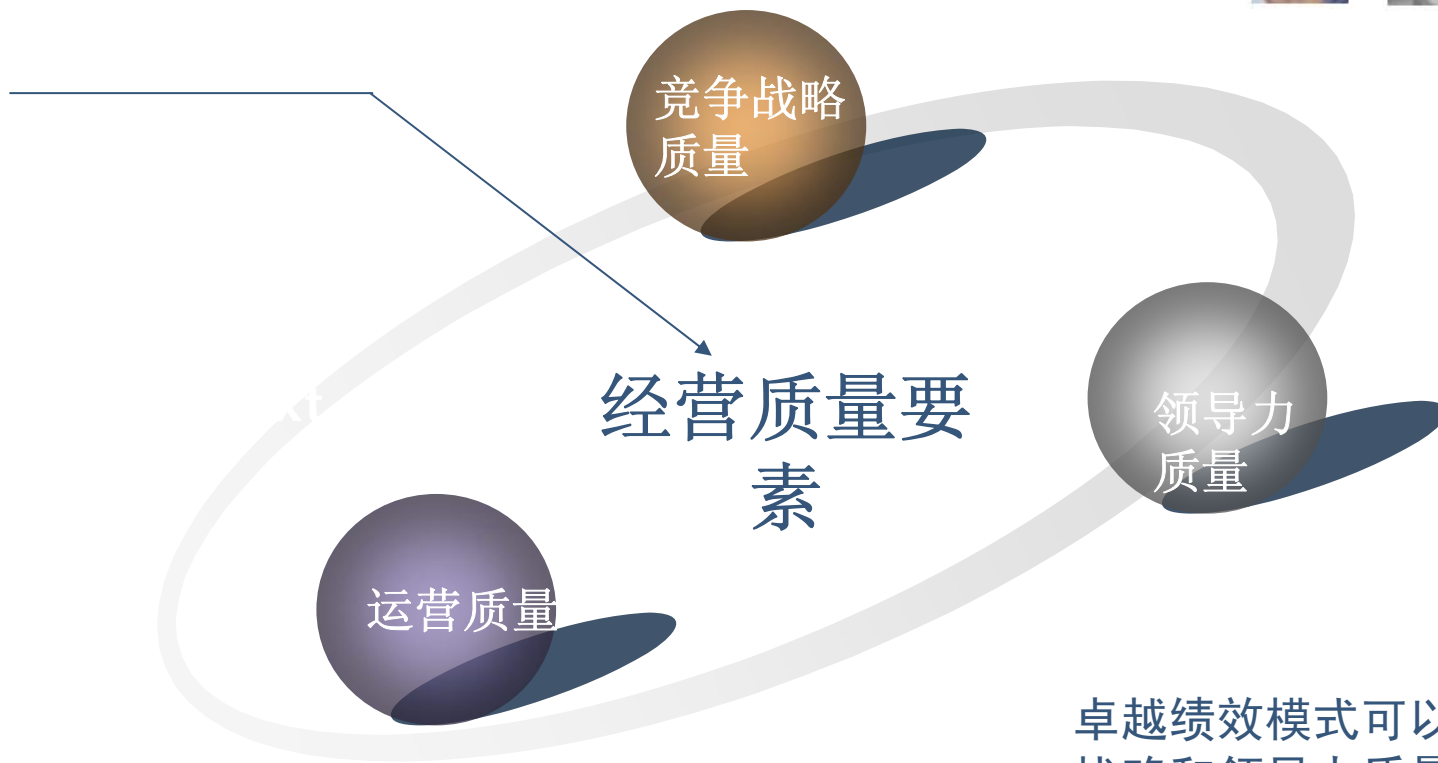 竞争战略
质量
经营质量要
素
领导力
质量
运营质量
卓越绩效模式可以